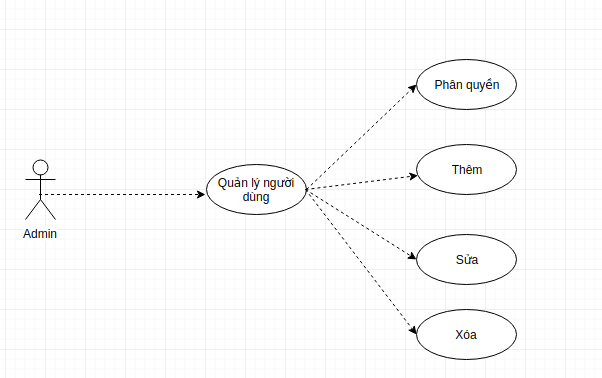 Phân quyền
Thêm
Quản lý người
dùng
Admin
Sửa
Xóa